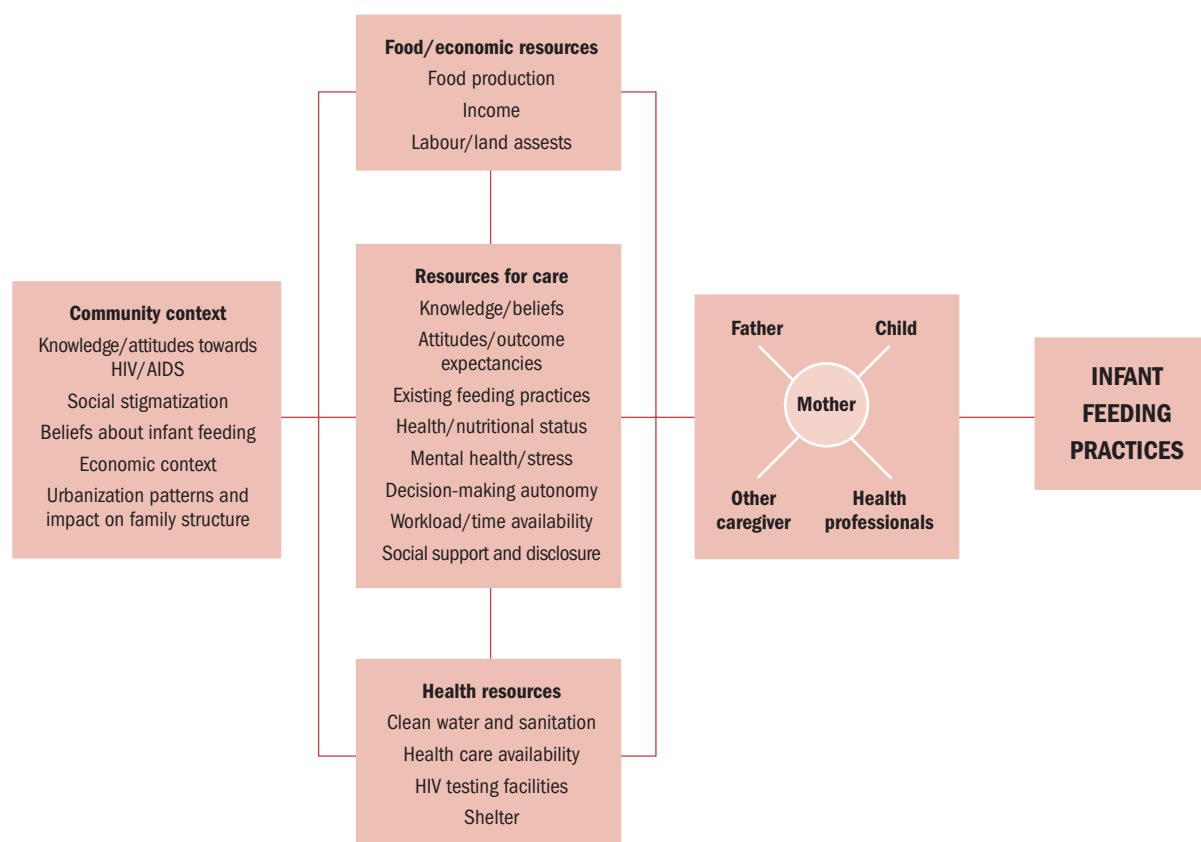 Food/economic resources
Food production
Income
Labour/land assests
Community context
Knowledge/attitudes towards
HIV/AIDS
Social stigmatization
Beliefs about infant feeding
Economic context
Urbanization patterns and
impact on family structure
Resources for care
Knowledge/beliefs
Attitudes/outcome
expectancies
Existing feeding practices
Health/nutritional status
Mental health/stress
Decision-making autonomy
Workload/time availability
Social support and disclosure
Health resources
Clean water and sanitation
Health care availability
HIV testing facilities
Shelter
Father
Child
Mother
Other
caregiver
Health
professionals
INFANT
FEEDING
PRACTICES